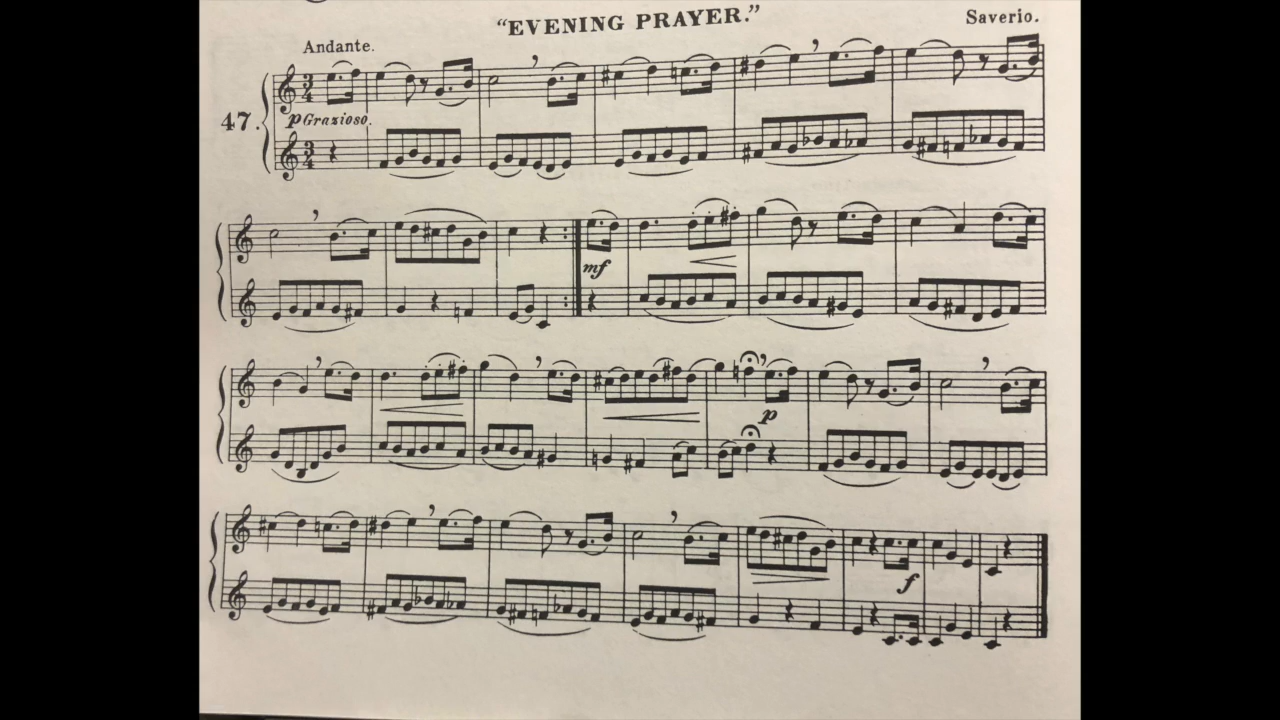 "EVENING PRAYER." Saverio.
Andante.
47.
p Grazioso.
mf
p
f